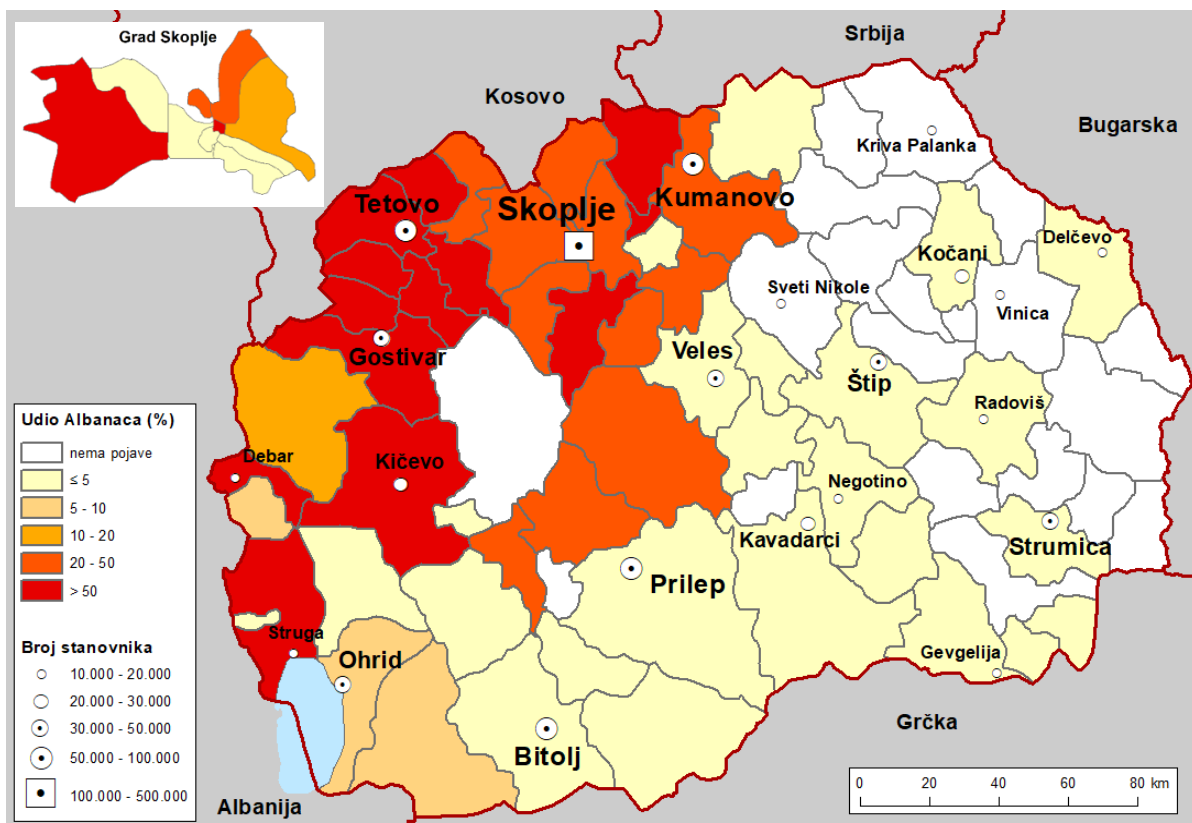 Grad Skoplje
Srbija
Kosovo
Bugarska
Kriva Palanka
Tetovo
Skoplje
Kumanovo
Kočani
Delčevo
Sveti Nikole
Vinica
Gostivar
Veles
Štip
Radoviš
Udio Albanaca (%)
nema pojave
≤ 5
5 - 10
10 - 20
20 - 50
> 50
Debar
Kičevo
Negotino
Kavadarci
Strumica
Prilep
Struga
Ohrid
Gevgelija
Broj stanovnika
10.000 - 20.000
20.000 - 30.000
30.000 - 50.000
50.000 - 100.000
100.000 - 500.000
Bitolj
Grčka
Albanija
0 20 40 60 80 km